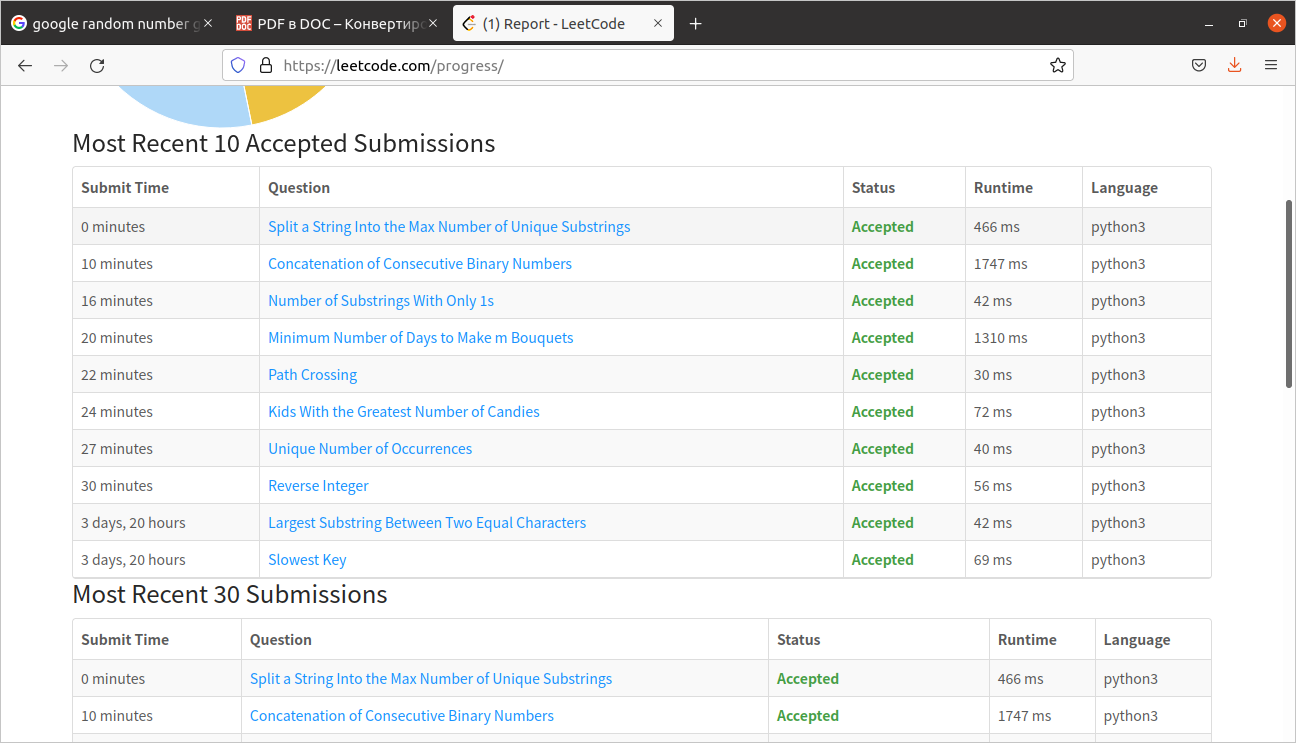 google random number g
PDF DOC PDF в DOC – Конвертир
(1) Report - LeetCode
https://leetcode.com/progress/
Most Recent 10 Accepted Submissions
Submit Time Question Status Runtime Language
0 minutes Split a String Into the Max Number of Unique Substrings Accepted 466 ms python3
10 minutes Concatenation of Consecutive Binary Numbers Accepted 1747 ms python3
16 minutes Number of Substrings With Only 1s Accepted 42 ms python3
20 minutes Minimum Number of Days to Make m Bouquets Accepted 1310 ms python3
22 minutes Path Crossing Accepted 30 ms python3
24 minutes Kids With the Greatest Number of Candies Accepted 72 ms python3
27 minutes Unique Number of Occurrences Accepted 40 ms python3
30 minutes Reverse Integer Accepted 56 ms python3
3 days, 20 hours Largest Substring Between Two Equal Characters Accepted 42 ms python3
3 days, 20 hours Slowest Key Accepted 69 ms python3
Most Recent 30 Submissions
Submit Time Question Status Runtime Language
0 minutes Split a String Into the Max Number of Unique Substrings Accepted 466 ms python3
10 minutes Concatenation of Consecutive Binary Numbers Accepted 1747 ms python3